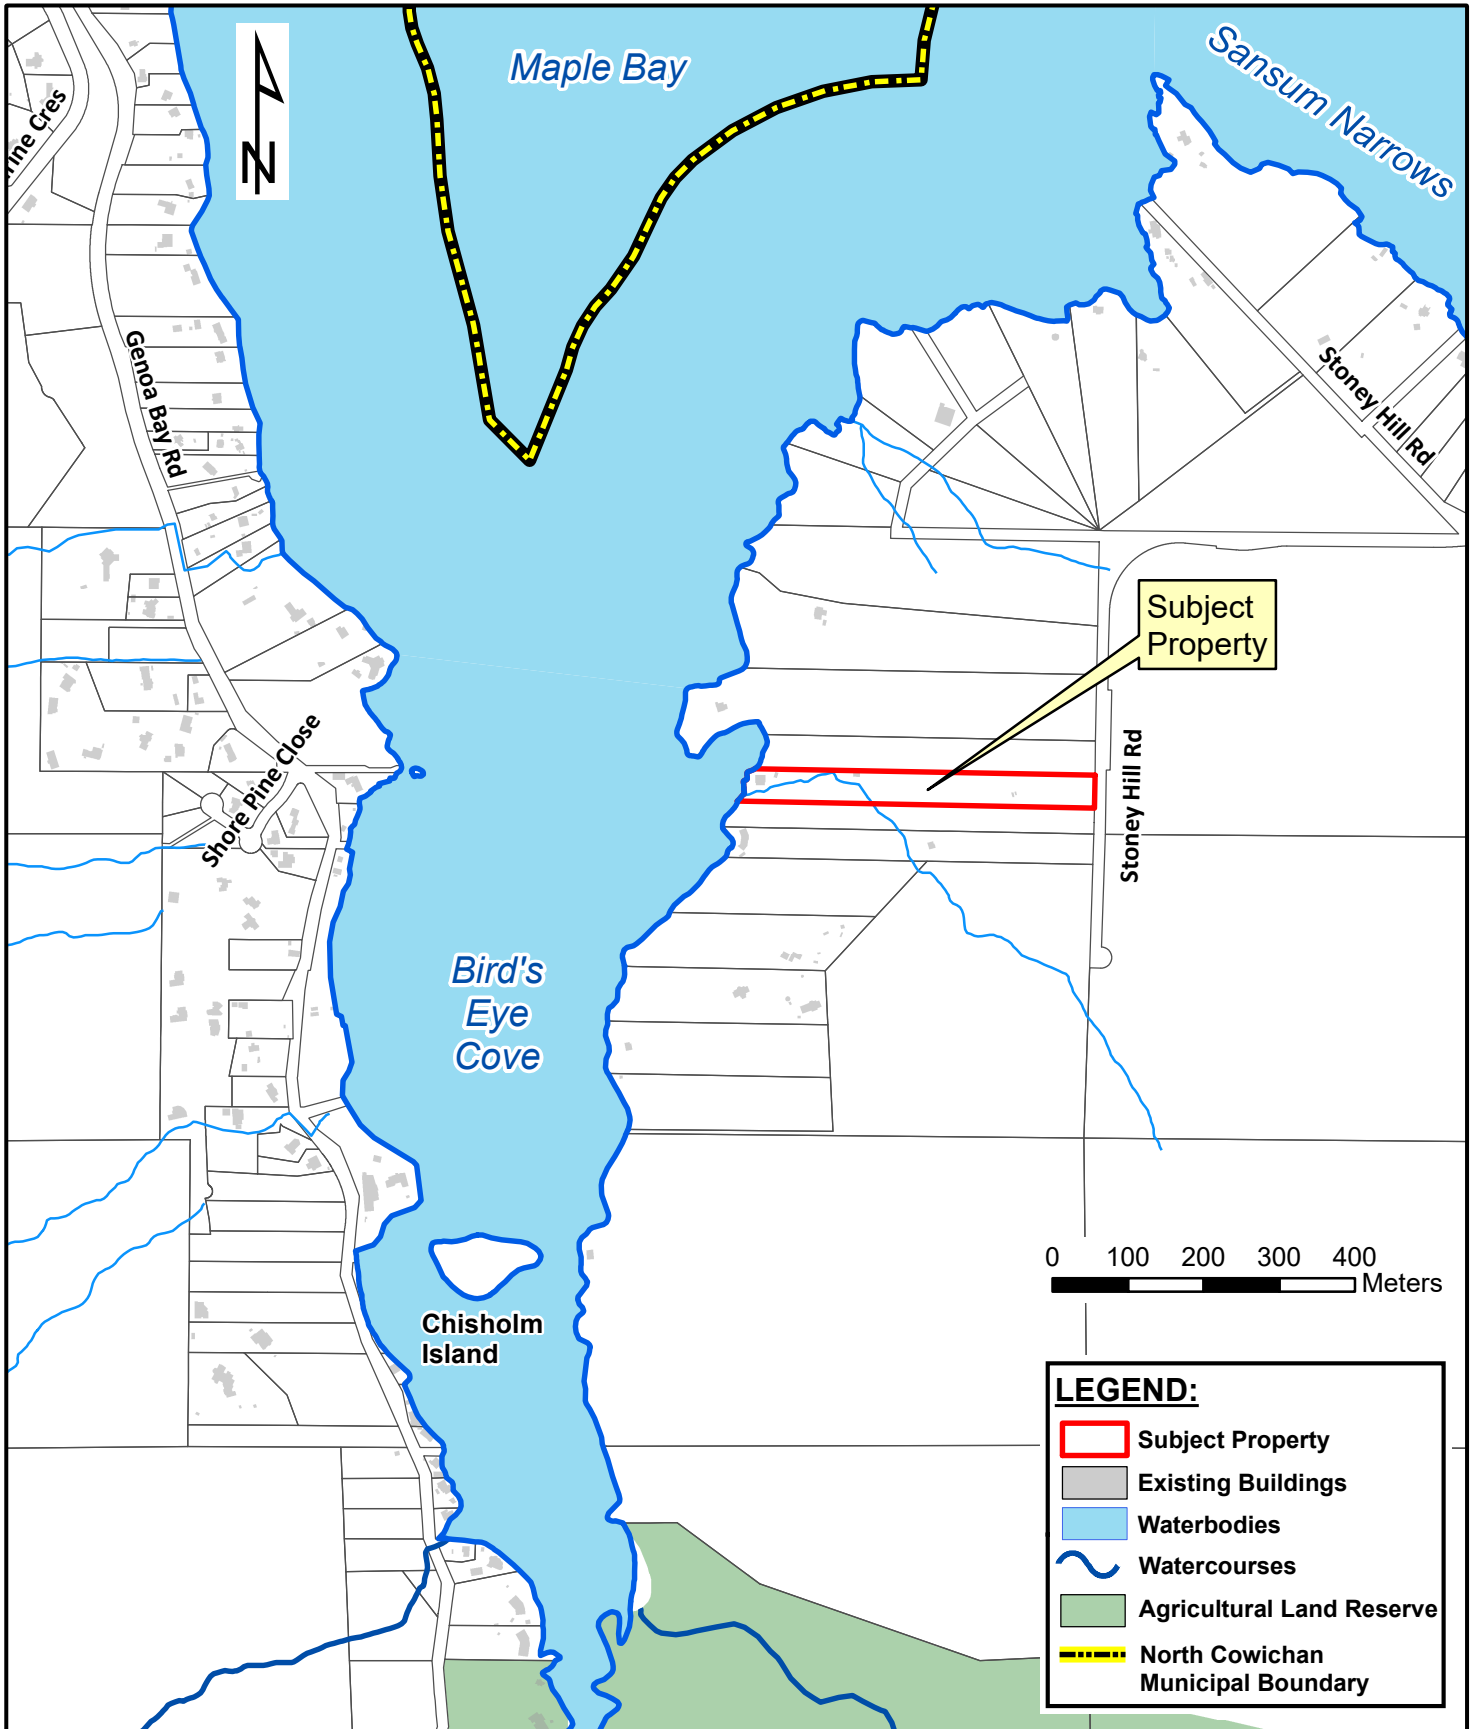 Maple Bay
Sansum Narrows
N
Genoa Bay Rd
Stoney Hill Rd
Subject
Property
Shore Pine Close
Stoney Hill Rd
Bird's
Eye
Cove
0 100 200 300 400
Meters
Chisholm
Island
LEGEND:
Subject Property
Existing Buildings
Waterbodies
Watercourses
Agricultural Land Reserve
North Cowichan
Municipal Boundary